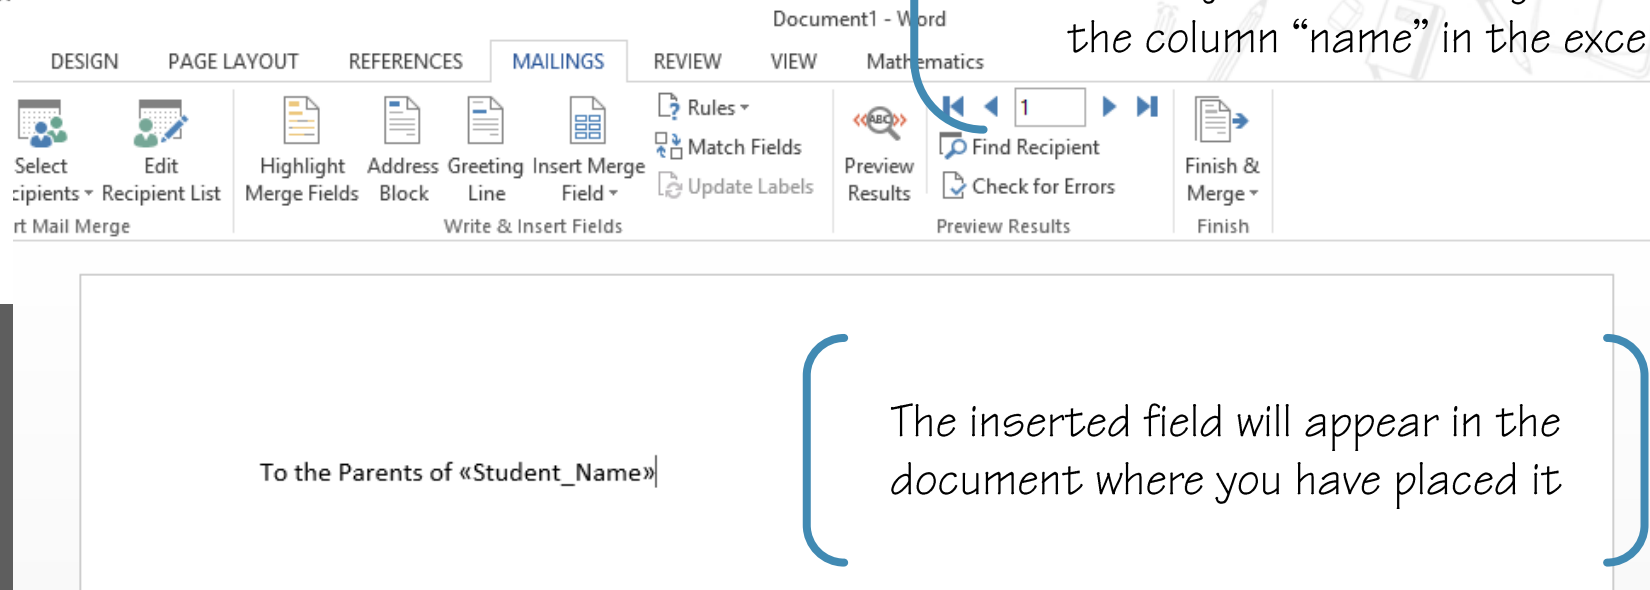 Document1 - Word
the column “name” in the exce
DESIGN PAGE LAYOUT REFERENCES MAILINGS REVIEW VIEW Mathematics
Select
cipients
Edit
Recipient List
rt Mail Merge
Highlight
Merge Fields
Address
Block
Greeting
Line
Insert Merge
Field
Rules
Match Fields
Update Labels
Write & Insert Fields
Preview
Results
«ABC»
1
Find Recipient
Check for Errors
Preview Results
Finish &
Merge
Finish
To the Parents of «Student_Name»
The inserted field will appear in the
document where you have placed it